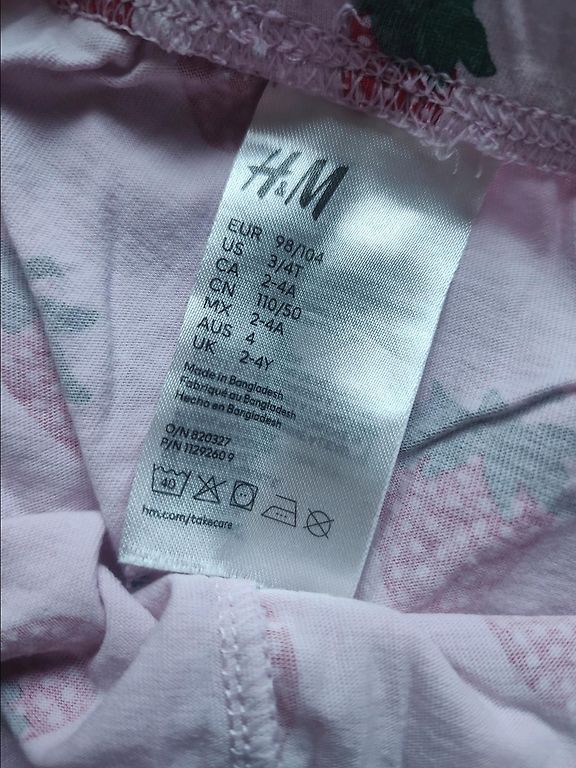 H&M
EUR 98/104
US 3/4T
CA 2-4A
CN 110/50
MX 2-4A
AUS 4
UK 2-4Y
Made in Bangladesh
Fabriqué au Bangladesh
Hecho en Bangladesh
O/N 820327
P/N 1129260 9
40
hm.com/takecare